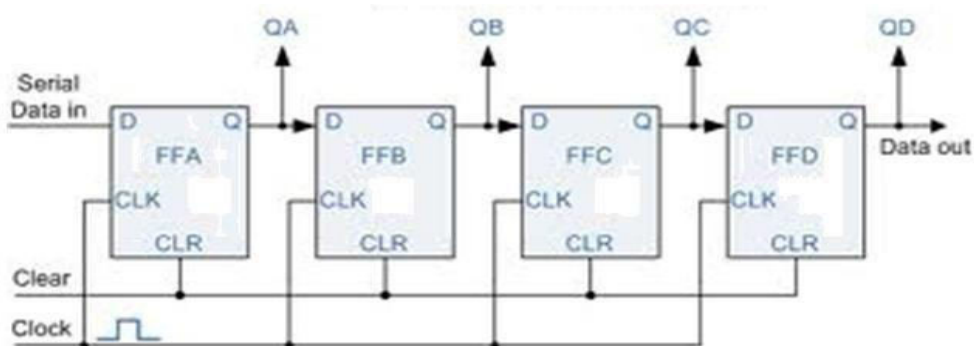 QA QB QC QD
Serial
Data in
D Q D Q D Q D Q
Data out
FFA FFB FFC FFD
CLK CLK CLK CLK
CLR CLR CLR CLR
Clear
Clock